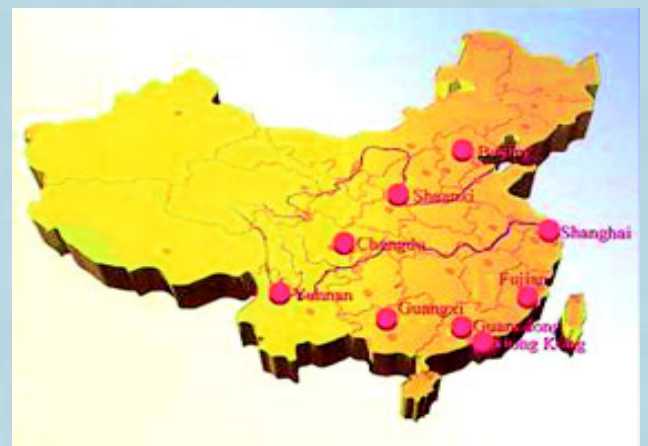 Beijing
Shaanxi
Shanghai
Chengdu
Fujian
Yunnan
Guangxi
Guangdong
Hong Kong